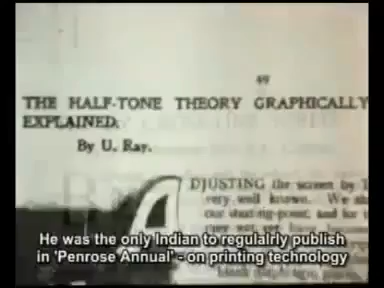 49
THE HALF-TONE THEORY GRAPHICALLY
EXPLAINED.
By U. Ray.
DJUSTING the screen by
very well known. We
our starting-point, and for
He was the only Indian to regulalrly publish
in 'Penrose Annual' - on printing technology